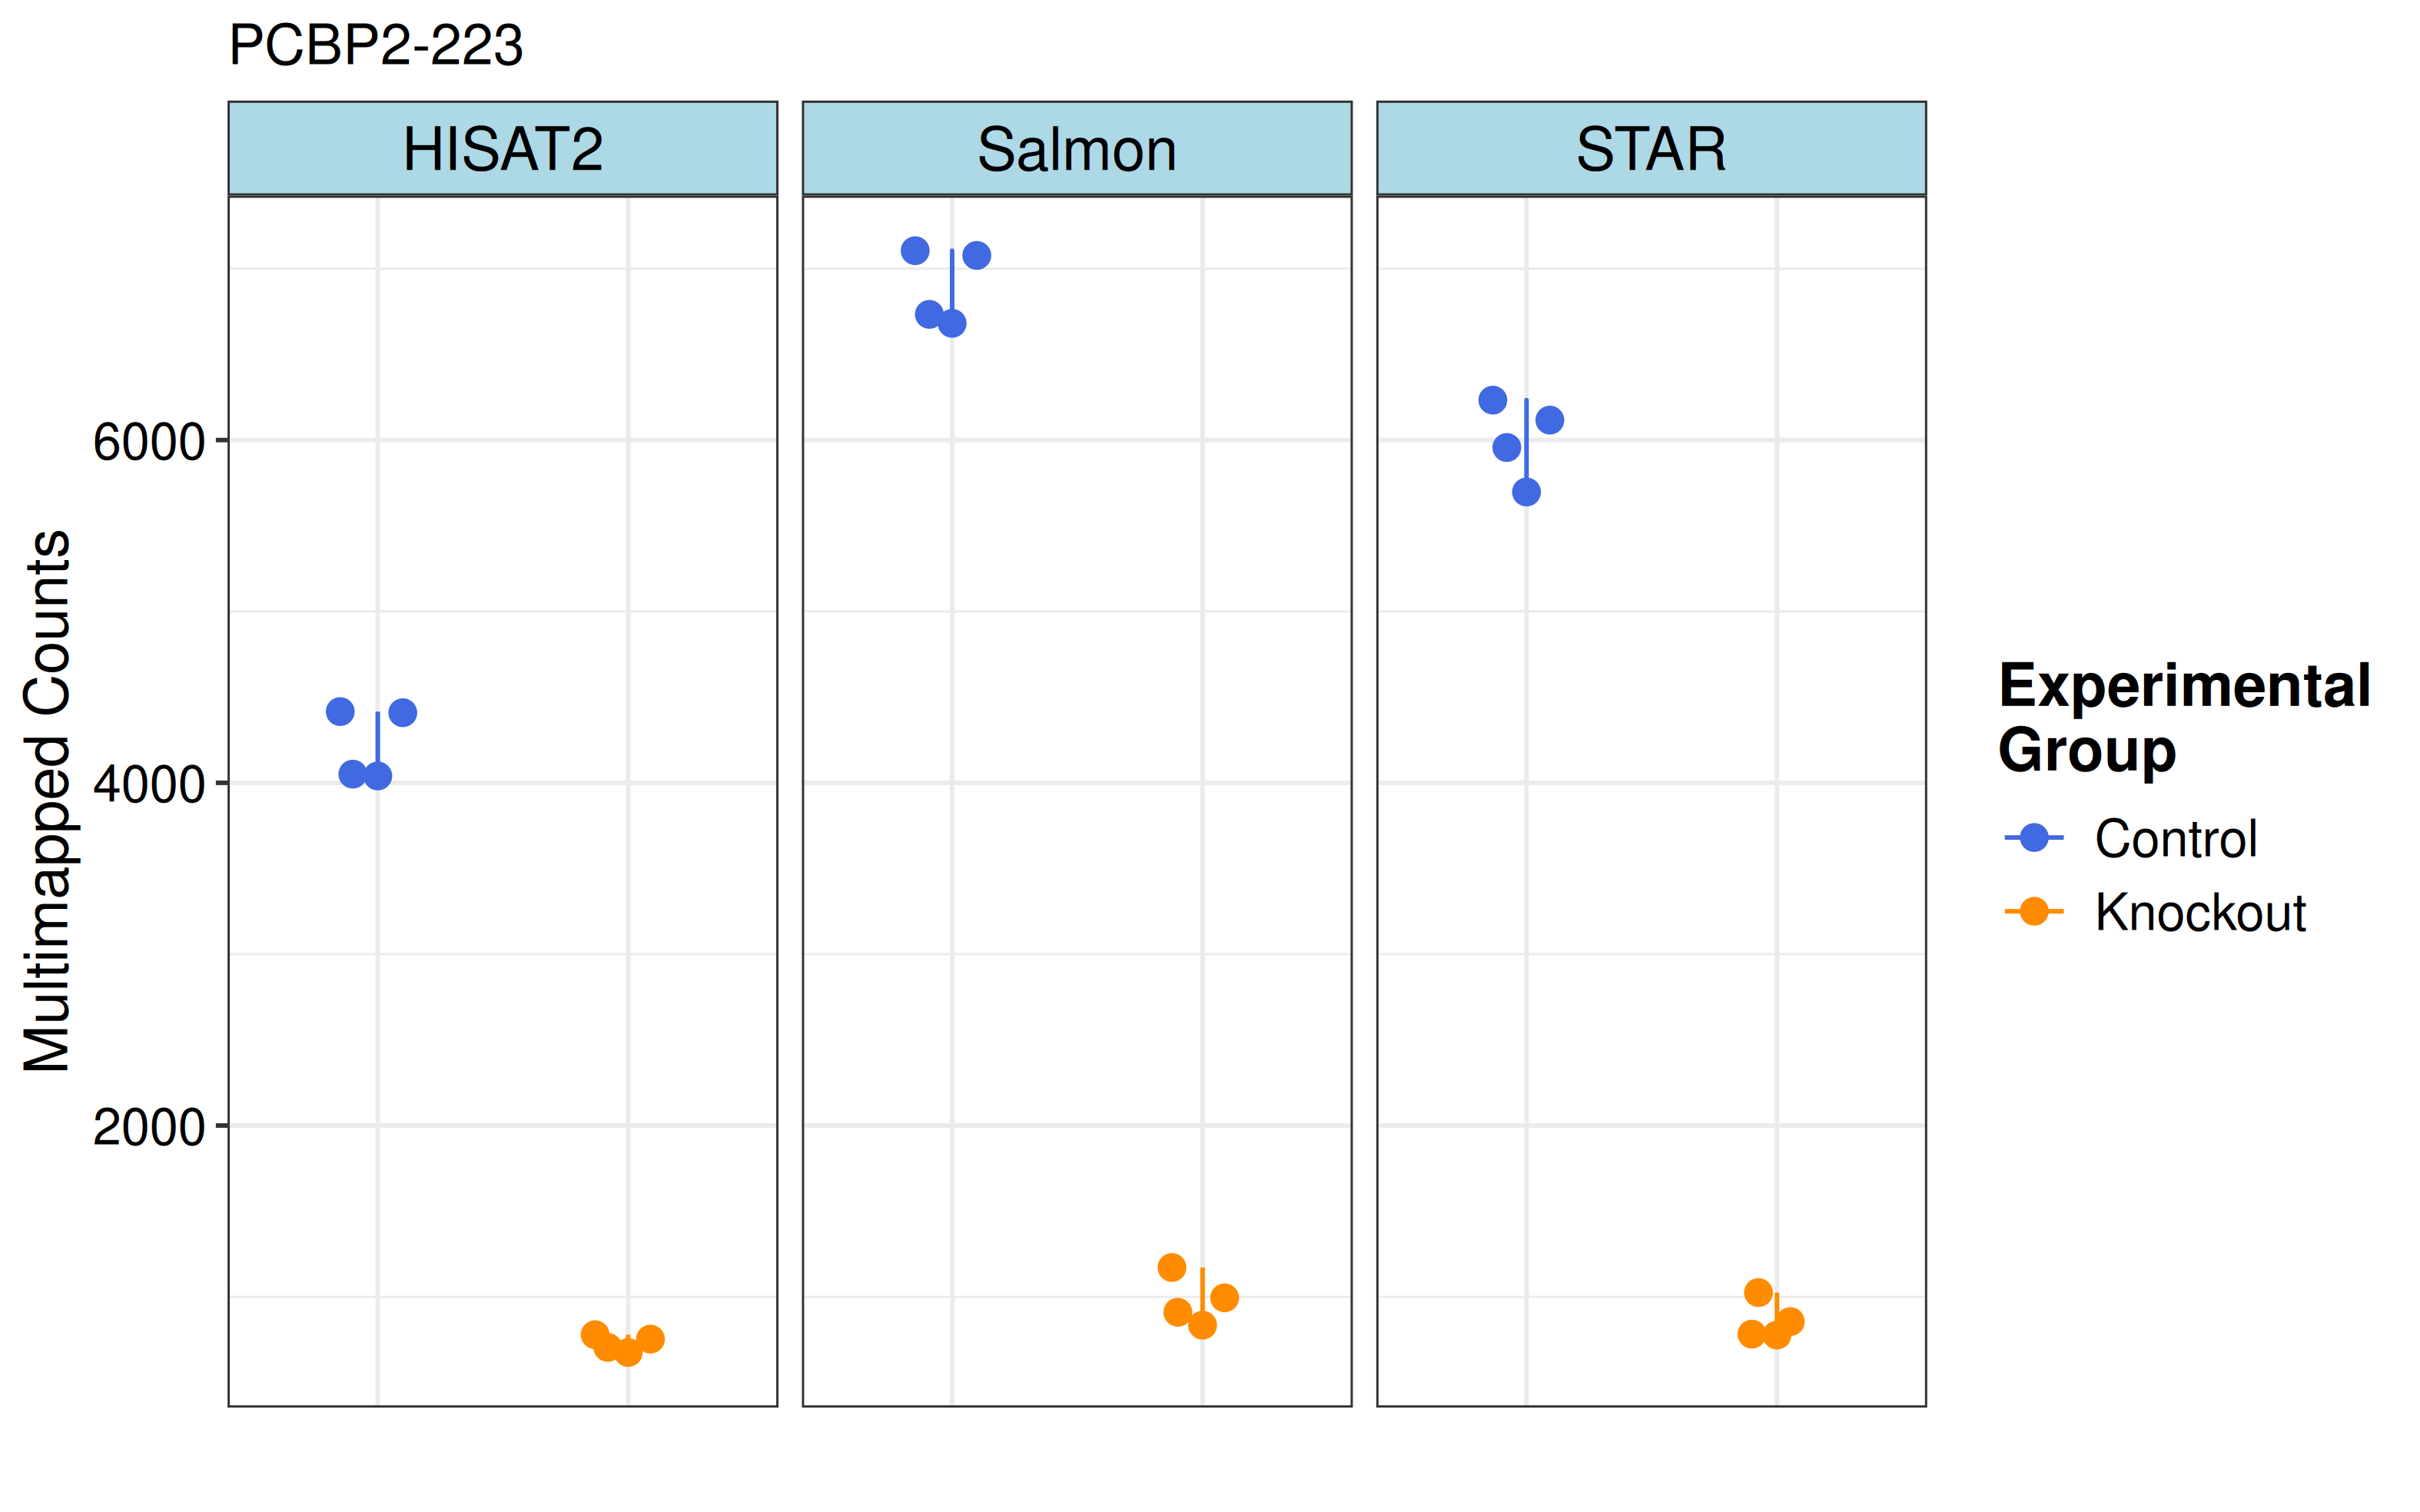 PCBP2-223
HISAT2
Salmon
STAR
6000
4000
2000
Multimapped Counts
Experimental
Group
Control
Knockout